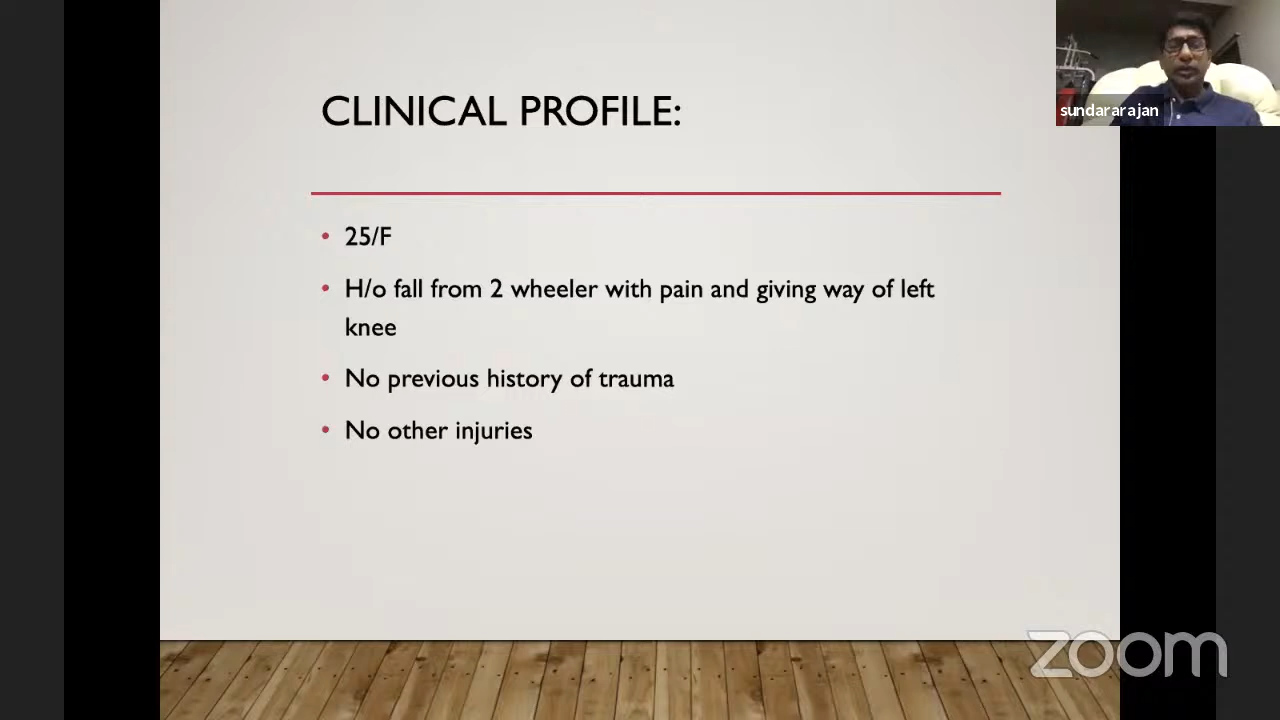 CLINICAL PROFILE:
• 25/F
• H/o fall from 2 wheeler with pain and giving way of left
knee
• No previous history of trauma
• No other injuries
sundararajan
zoom